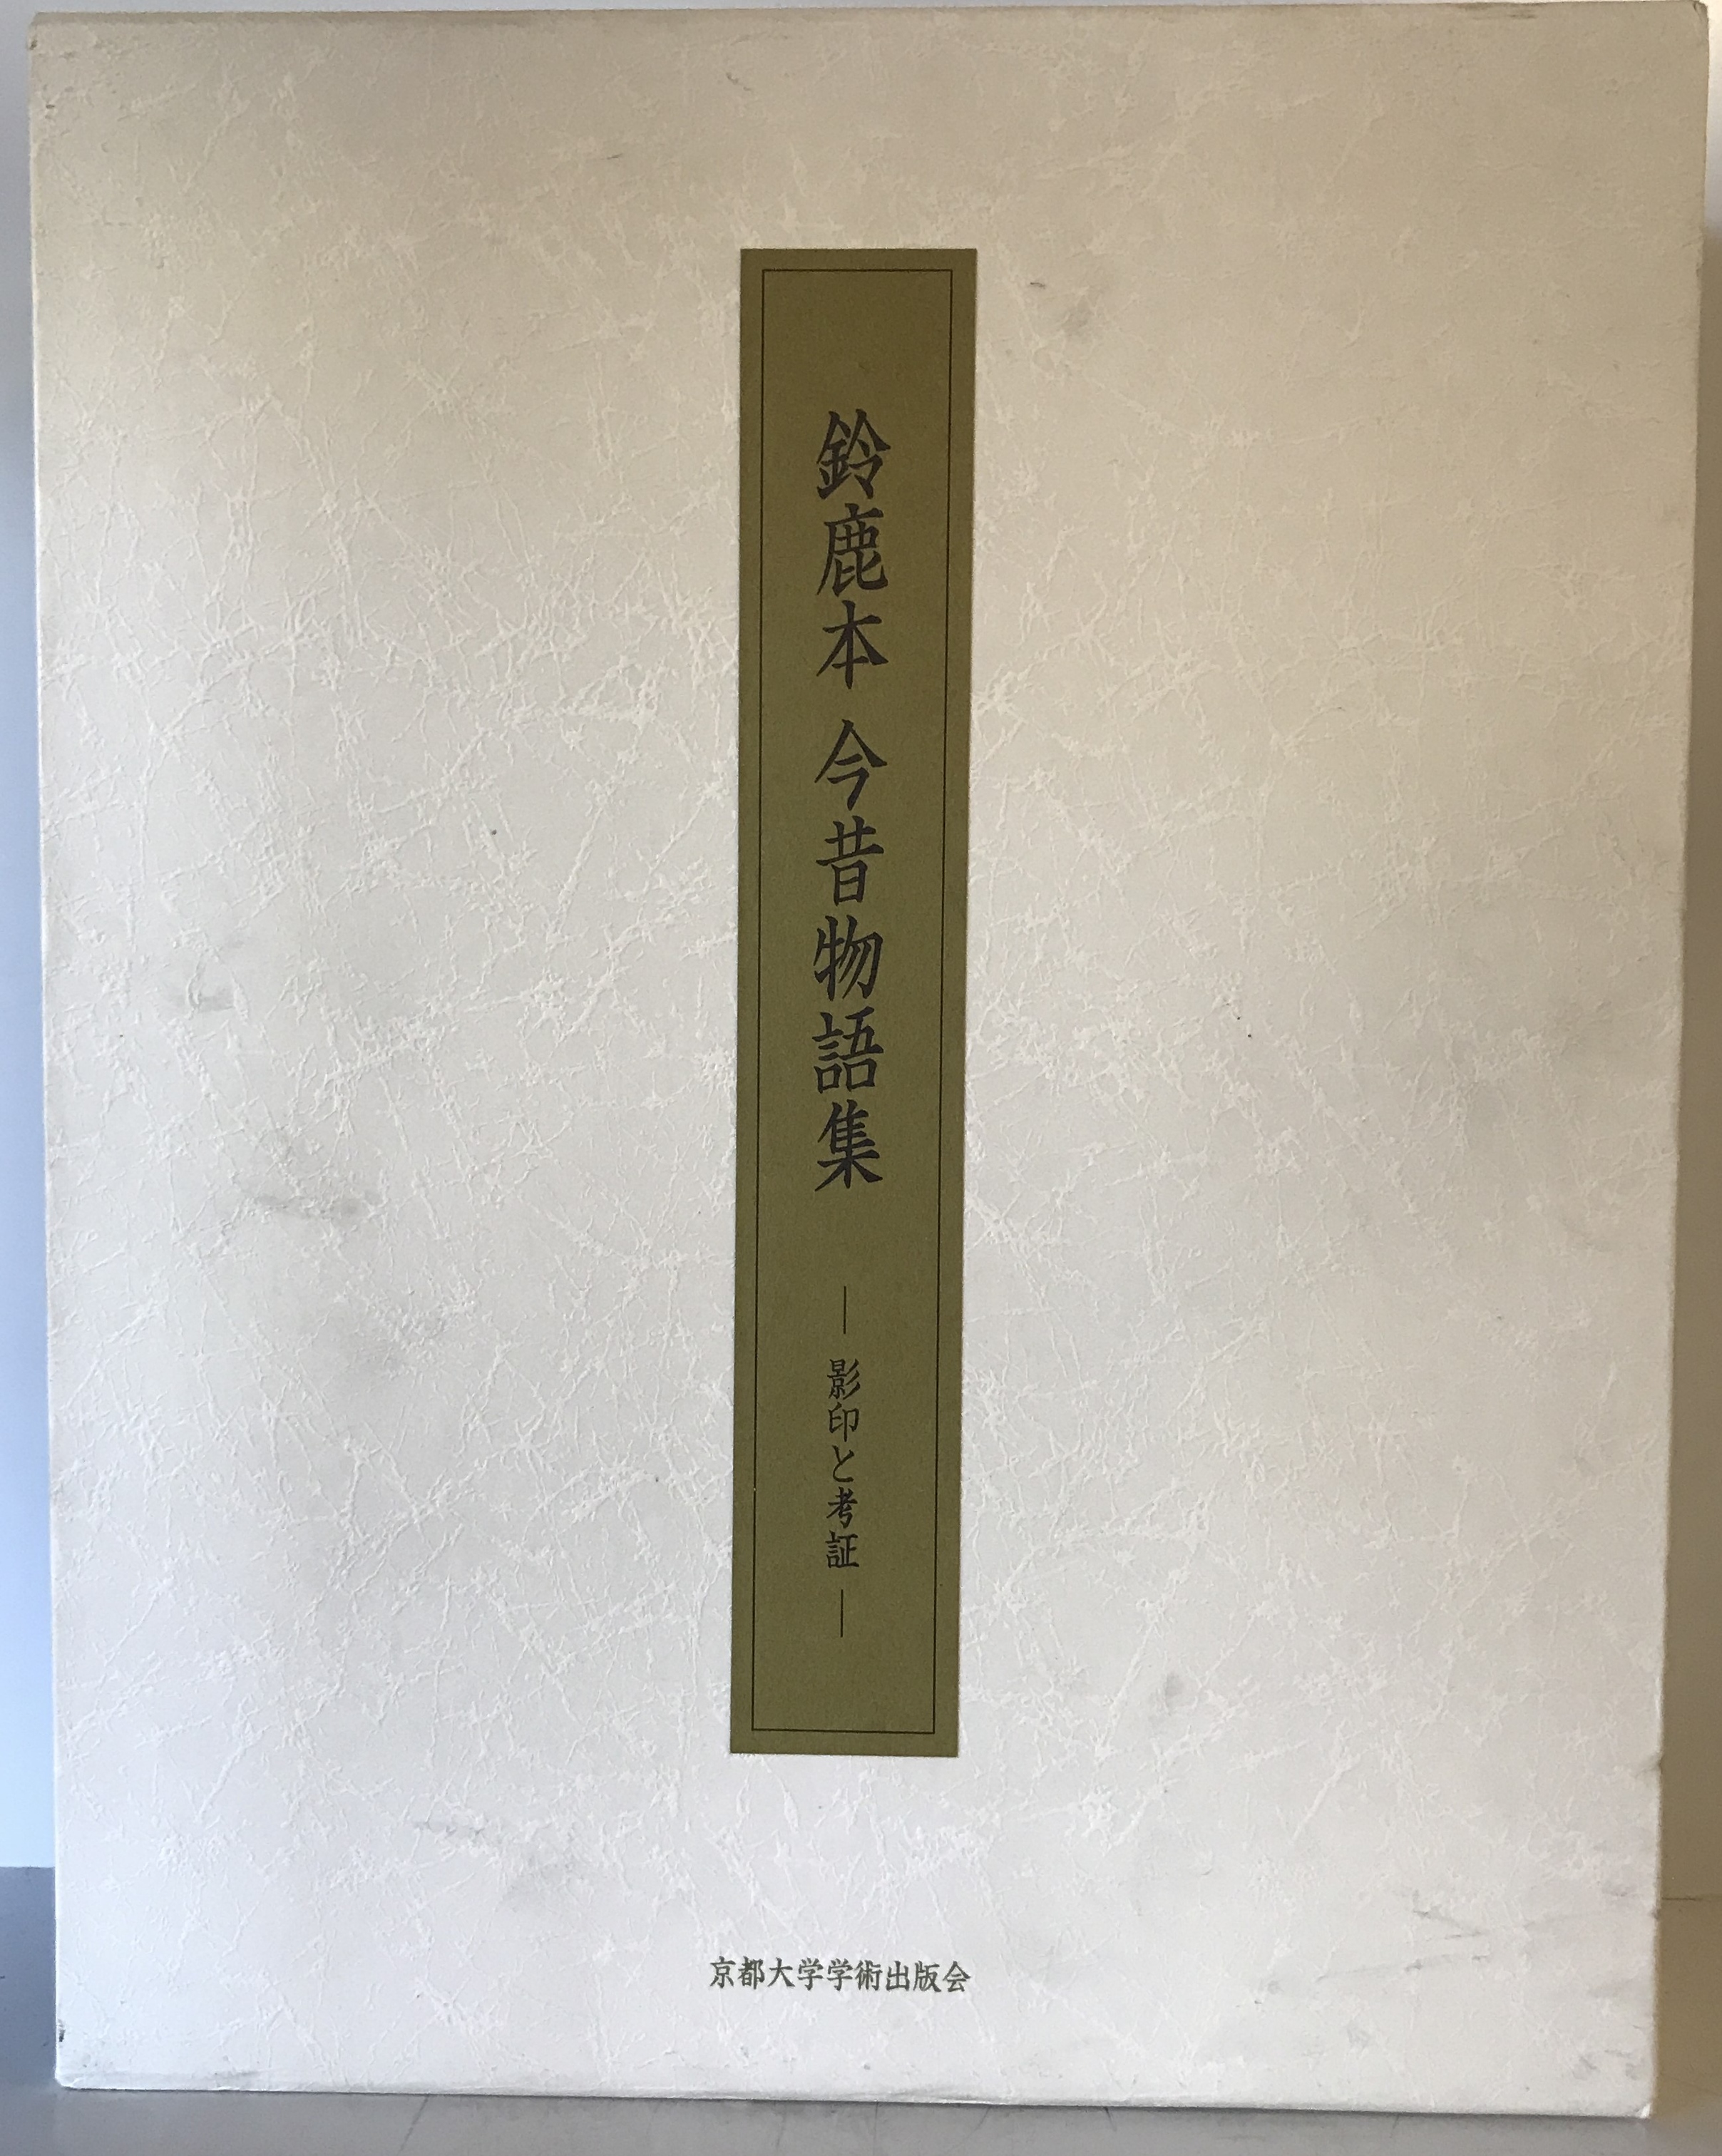 鈴鹿本 今昔物語集
―影印と考証―
京都大学学術出版会